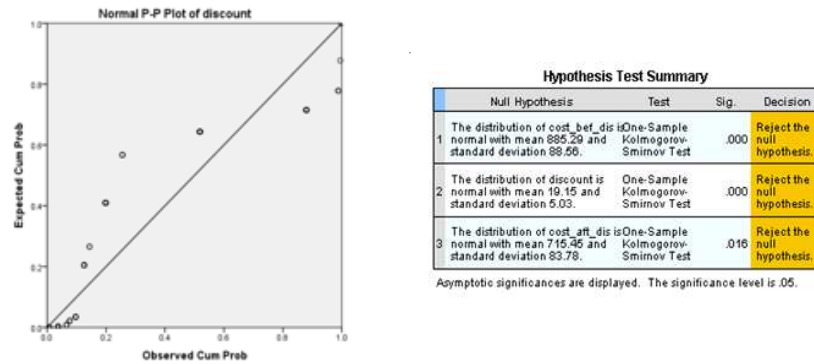 Normal P-P Plot of discount
1.0
0.8
0.6
0.4
0.2
0.0
0.0 0.2 0.4 0.6 0.8 1.0
Expected Cum Prob
Observed Cum Prob
Hypothesis Test Summary
Null Hypothesis Test Sig. Decision
1
The distribution of cost_bef_dis is
normal with mean 885.29 and
standard deviation 88.56.
One-Sample
Kolmogorov-
Smirnov Test
.000
Reject the
null
hypothesis.
2
The distribution of discount is
normal with mean 19.15 and
standard deviation 5.03.
One-Sample
Kolmogorov-
Smirnov Test
.000
Reject the
null
hypothesis.
3
The distribution of cost_aft_dis is
normal with mean 715.45 and
standard deviation 83.78.
One-Sample
Kolmogorov-
Smirnov Test
.016
Reject the
null
hypothesis.
Asymptotic significances are displayed. The significance level is .05.